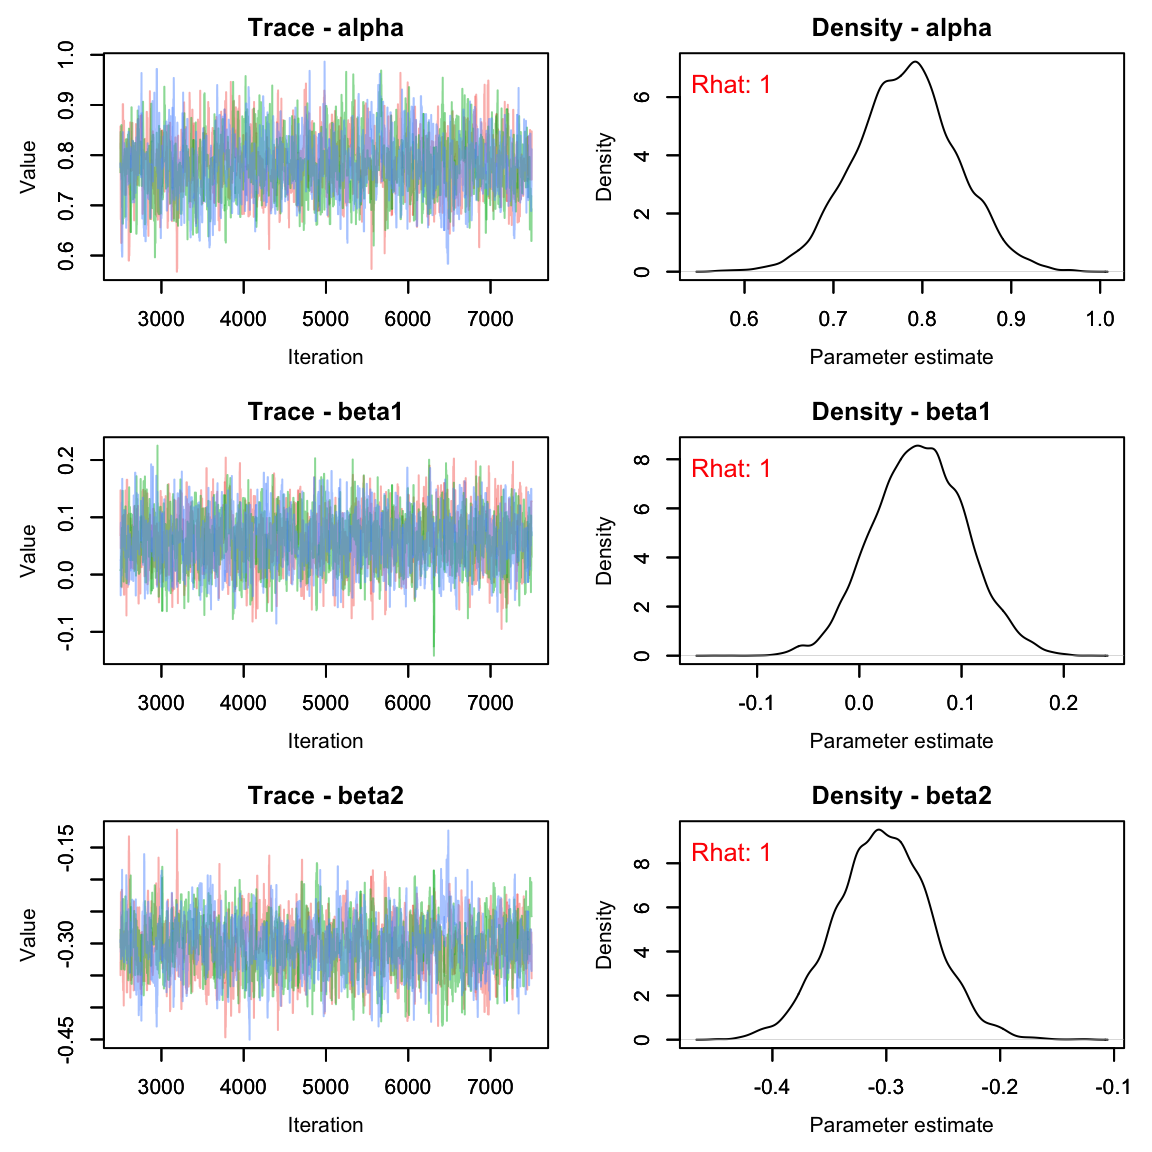 Trace - alpha
Value
0.6 0.7 0.8 0.9 1.0
3000 4000 5000 6000 7000
Iteration
Density - alpha
Rhat: 1
Density
0 2 4 6
0.6 0.7 0.8 0.9 1.0
Parameter estimate
Trace - beta1
Value
-0.1 0.0 0.1 0.2
3000 4000 5000 6000 7000
Iteration
Density - beta1
Rhat: 1
Density
0 2 4 6 8
-0.1 0.0 0.1 0.2
Parameter estimate
Trace - beta2
Value
-0.45 -0.30 -0.15
3000 4000 5000 6000 7000
Iteration
Density - beta2
Rhat: 1
Density
0 2 4 6 8
-0.4 -0.3 -0.2 -0.1
Parameter estimate